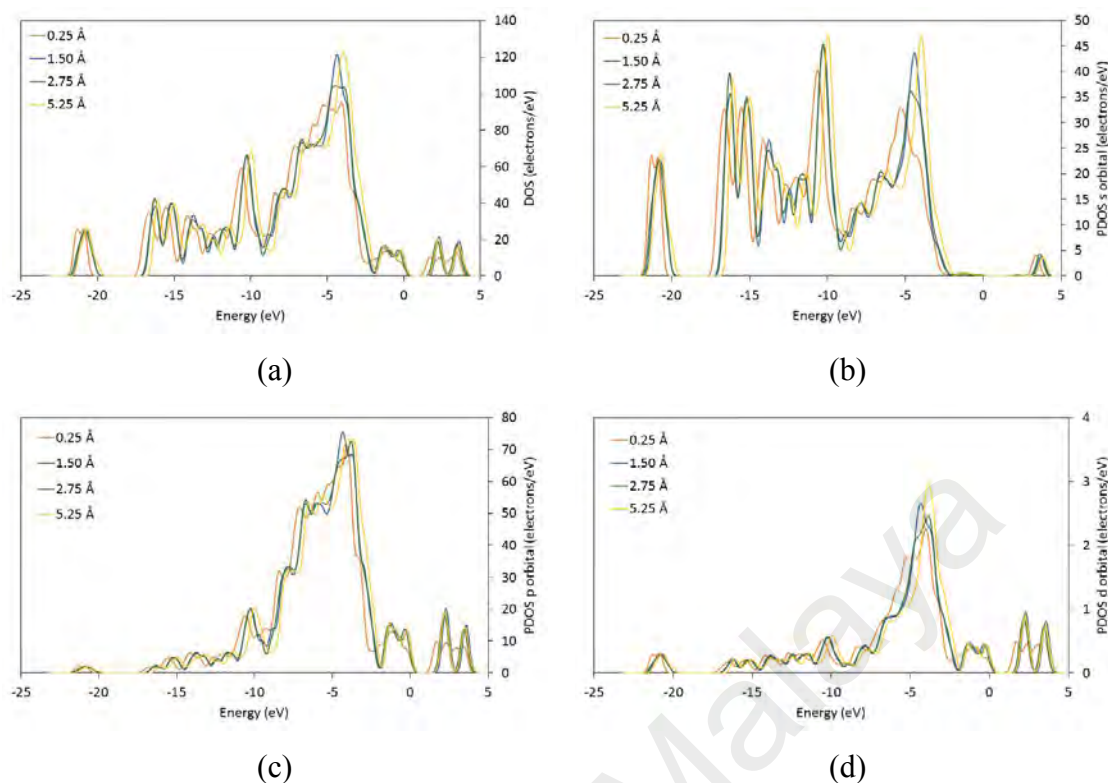 0.25 Å
1.50 Å
2.75 Å
5.25 Å
140
120
100
80
60
40
20
0
DOS (electrons/eV)
-25 -20 -15 -10 -5 0 5
Energy (eV)
(a)
0.25 Å
1.50 Å
2.75 Å
5.25 Å
50
45
40
35
30
25
20
15
10
5
0
PDOS s orbital (electrons/eV)
-25 -20 -15 -10 -5 0 5
Energy (eV)
(b)
0.25 Å
1.50 Å
2.75 Å
5.25 Å
80
70
60
50
40
30
20
10
0
PDOS p orbital (electrons/eV)
-25 -20 -15 -10 -5 0 5
Energy (eV)
(c)
0.25 Å
1.50 Å
2.75 Å
5.25 Å
4
3
2
1
0
PDOS d orbital (electrons/eV)
-25 -20 -15 -10 -5 0 5
Energy (eV)
(d)
Malaya